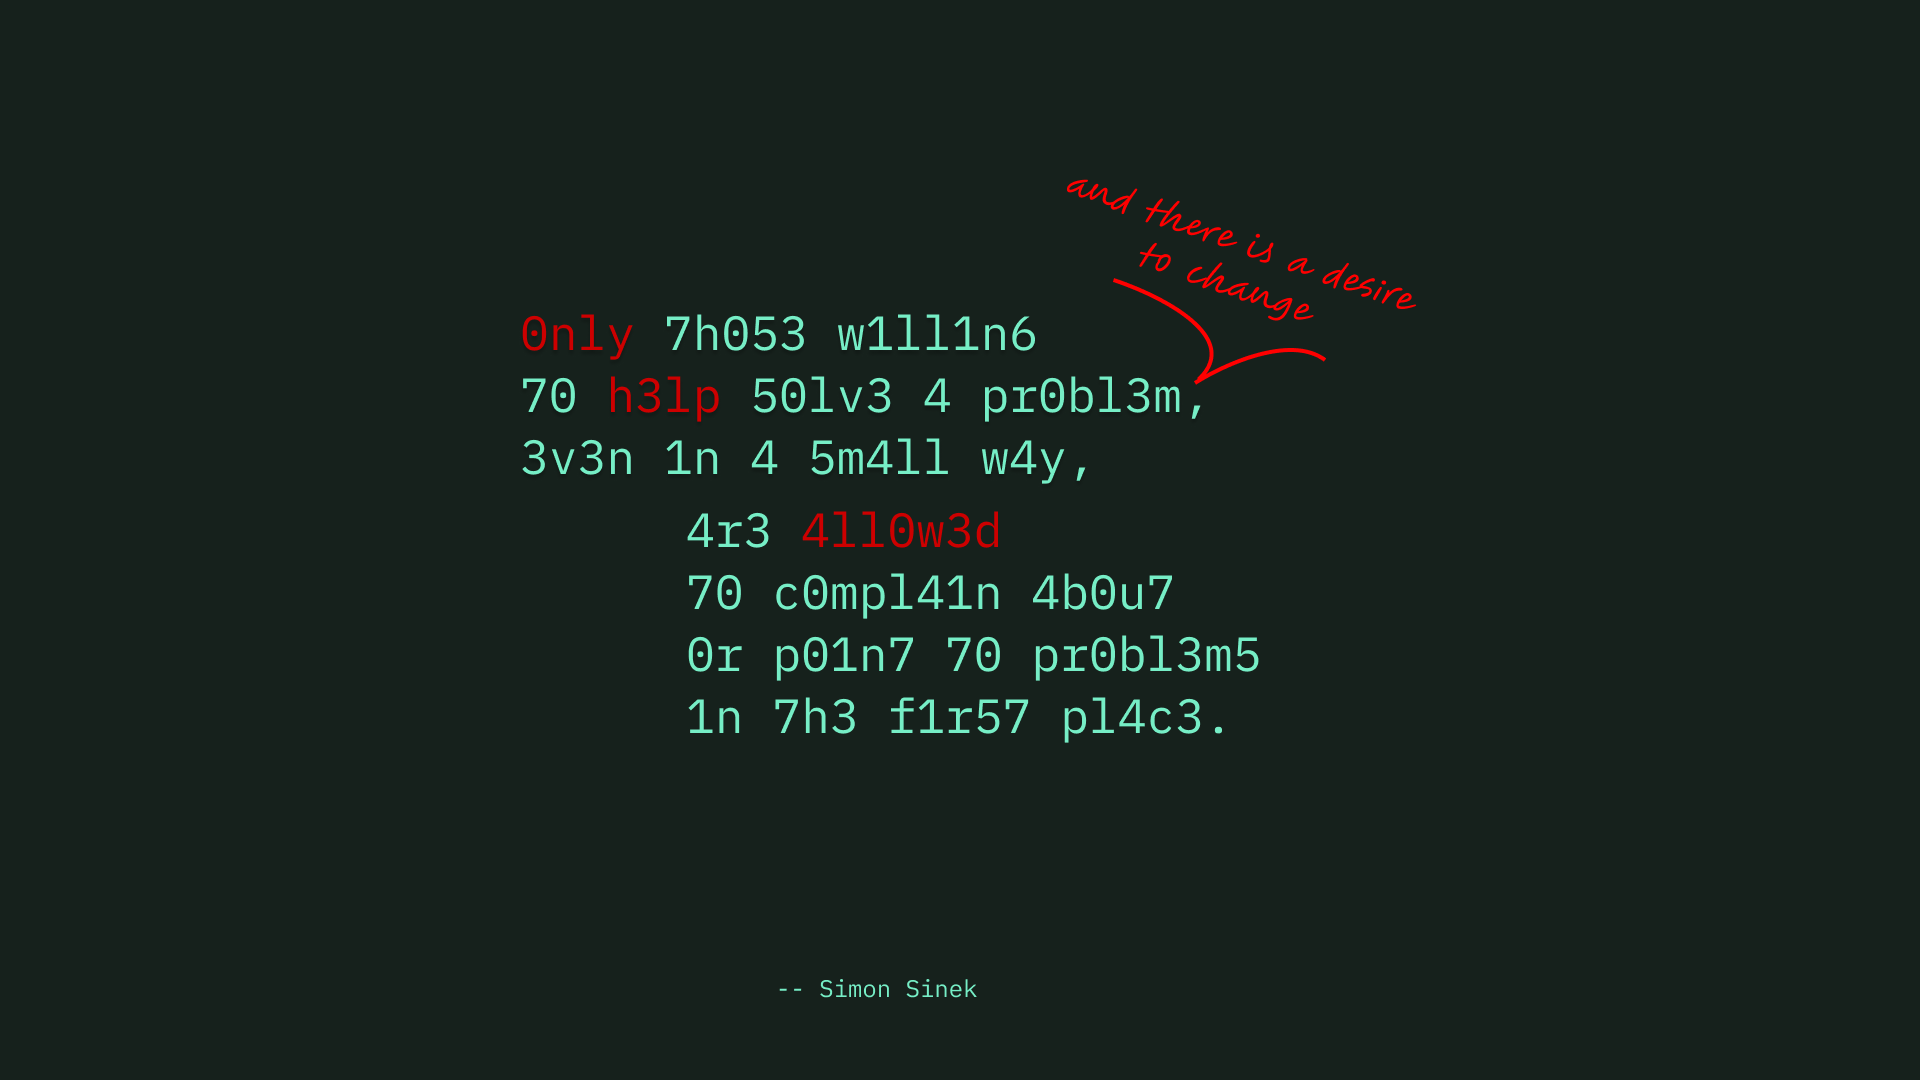 and there is a desire
to change
0nly 7h053 w1ll1n6
70 h3lp 50lv3 4 pr0bl3m,
3v3n 1n 4 5m4ll w4y,
4r3 4ll0w3d
70 c0mpl41n 4b0u7
0r p01n7 70 pr0bl3m5
1n 7h3 f1r57 pl4c3.
-- Simon Sinek